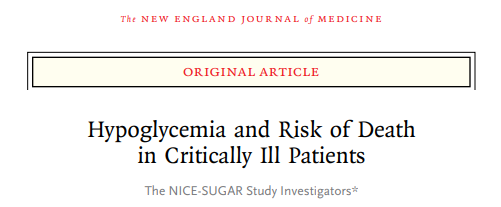 The NEW ENGLAND JOURNAL of MEDICINE
ORIGINAL ARTICLE
Hypoglycemia and Risk of Death
in Critically Ill Patients
The NICE-SUGAR Study Investigators*